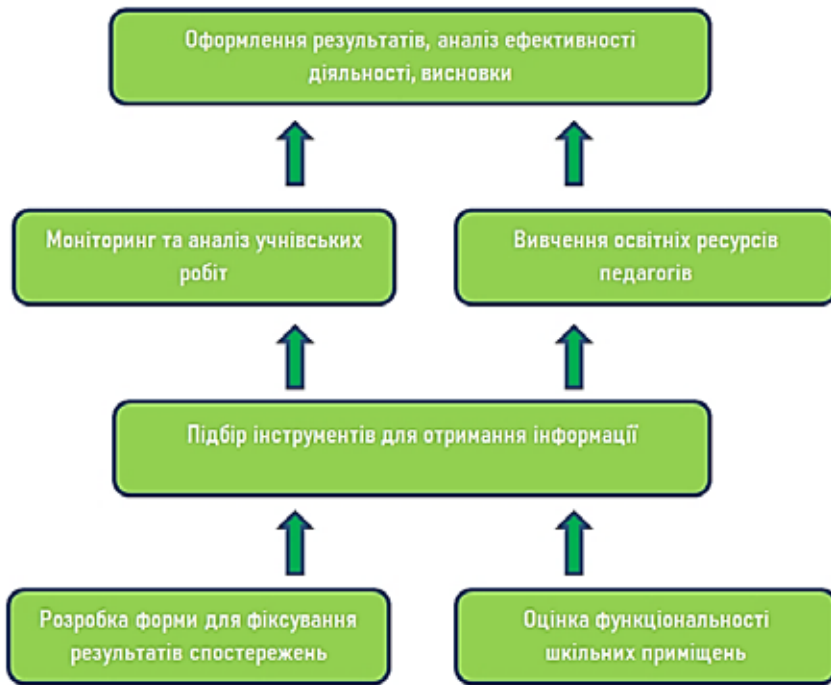 Оформлення результатів, аналіз ефективності
діяльності, висновки
Моніторинг та аналіз учнівських
робіт
Вивчення освітніх ресурсів
педагогів
Підбір інструментів для отримання інформації
Розробка форми для фіксування
результатів спостережень
Оцінка функціональності
шкільних приміщень